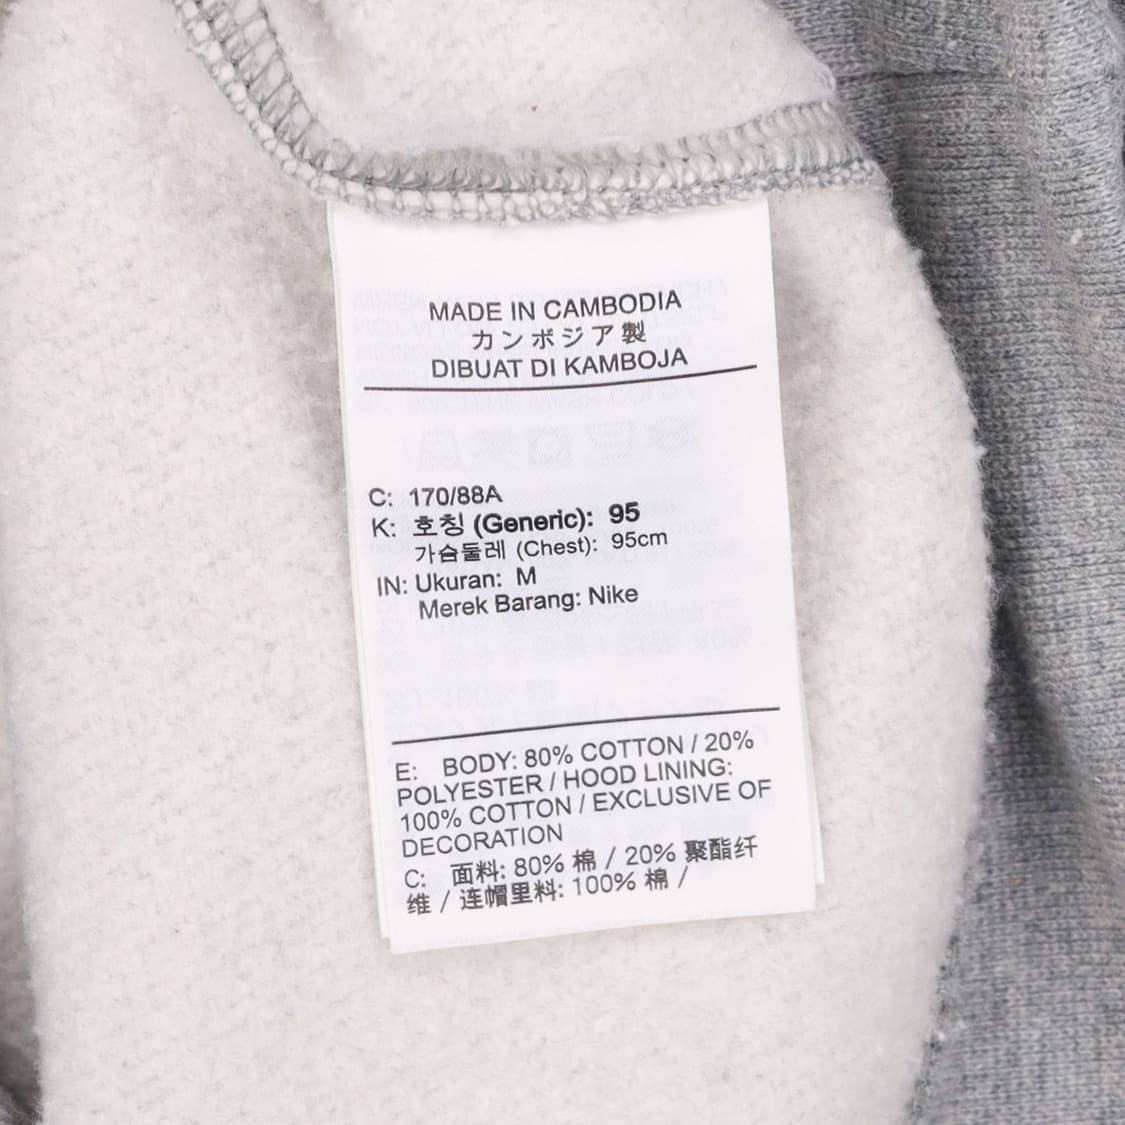 MADE IN CAMBODIA
カンボジア製
DIBUAT DI KAMBOJA
C: 170/88A
K: 호칭 (Generic): 95
가슴둘레 (Chest): 95cm
IN: Ukuran: M
Merek Barang: Nike
E: BODY: 80% COTTON / 20%
POLYESTER / HOOD LINING:
100% COTTON / EXCLUSIVE OF
DECORATION
C: 面料: 80% 棉 / 20% 聚酯纤
维 / 连帽里料: 100% 棉 /